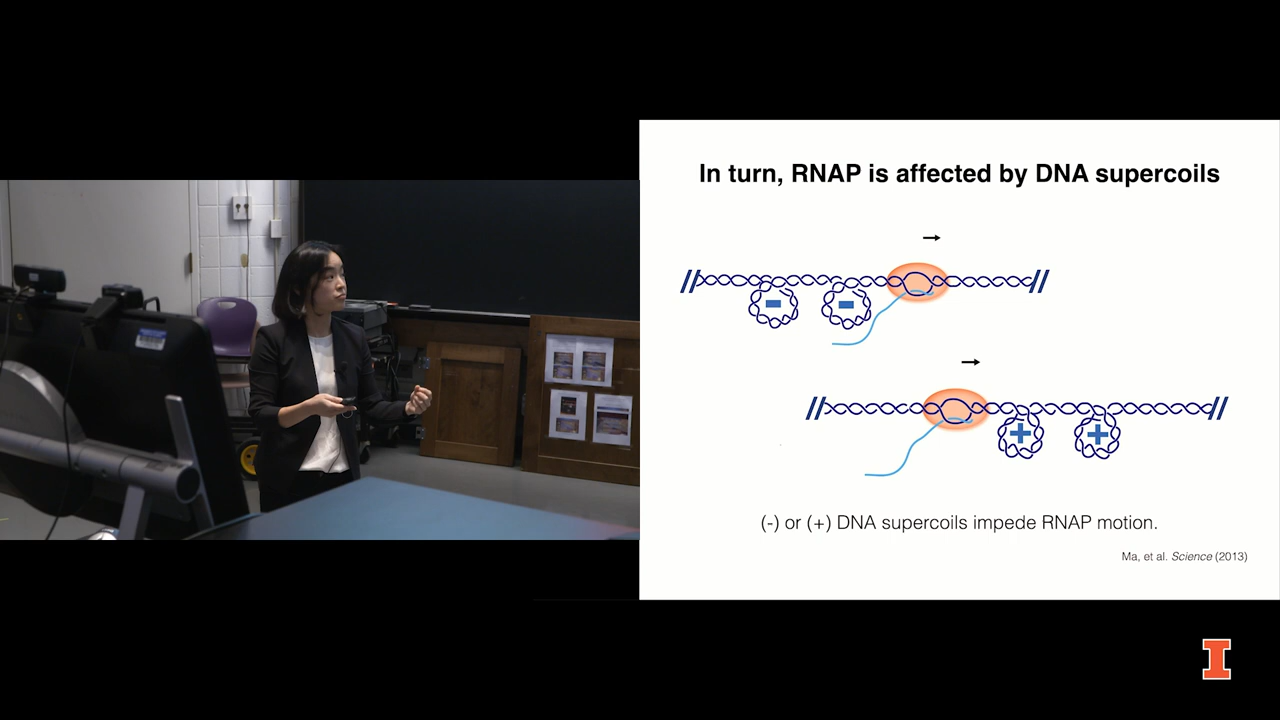 In turn, RNAP is affected by DNA supercoils
(-) or (+) DNA supercoils impede RNAP motion.
Ma, et al. Science (2013)
I